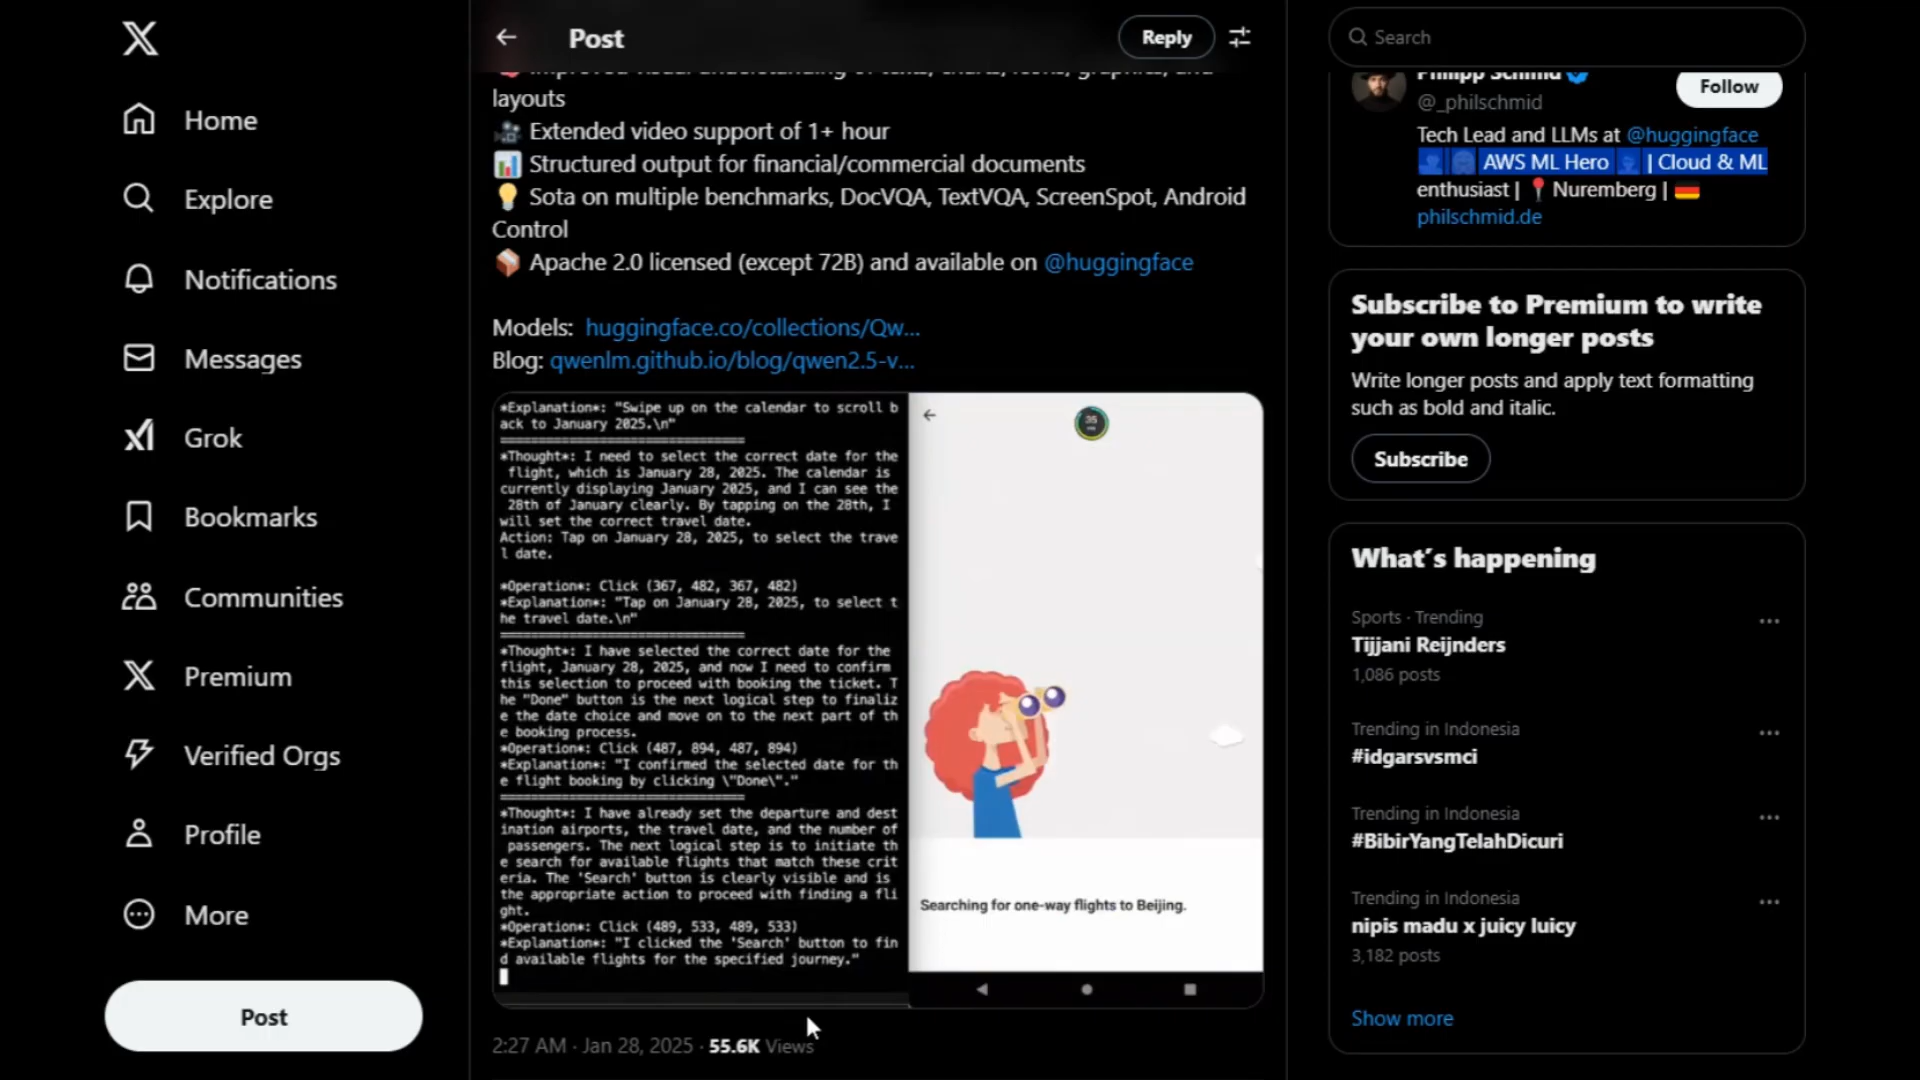 Home
Explore
Notifications
Messages
Grok
Bookmarks
Communities
Premium
Verified Orgs
Profile
More
Post
Post
Reply
layouts
Extended video support of 1+ hour
Structured output for financial/commercial documents
Sota on multiple benchmarks, DocVQA, TextVQA, ScreenSpot, Android
Control
Apache 2.0 licensed (except 72B) and available on @huggingface
Models: huggingface.co/collections/Qw...
Blog: qwenlm.github.io/blog/qwen2.5-v...
*Explanation*: "Swipe up on the calendar to scroll b
ack to January 2025.\n"
================================
*Thought*: I need to select the correct date for the
flight, which is January 28, 2025. The calendar is
currently displaying January 2025, and I can see the
28th of January clearly. By tapping on the 28th, I
will set the correct travel date.
Action: Tap on January 28, 2025, to select the trave
l date.
*Operation*: Click (367, 482, 367, 482)
*Explanation*: "Tap on January 28, 2025, to select t
he travel date.\n"
================================
*Thought*: I have selected the correct date for the
flight, January 28, 2025, and now I need to confirm
this selection to proceed with booking the ticket. T
he "Done" button is the next logical step to finaliz
e the date choice and move on to the next part of th
e booking process.
*Operation*: Click (487, 894, 487, 894)
*Explanation*: "I confirmed the selected date for th
e flight booking by clicking \"Done\"."
================================
*Thought*: I have already set the departure and dest
ination airports, the travel date, and the number of
passengers. The next logical step is to initiate th
e search for available flights that match these crit
eria. The 'Search' button is clearly visible and is
the appropriate action to proceed with finding a fli
ght.
*Operation*: Click (489, 533, 489, 533)
*Explanation*: "I clicked the 'Search' button to fin
d available flights for the specified journey."
Searching for one-way flights to Beijing.
2:27 AM · Jan 28, 2025 · 55.6K Views
Search
Philipp Schmid
Follow
@_philschmid
Tech Lead and LLMs at @huggingface
AWS ML Hero | Cloud & ML
enthusiast | Nuremberg |
philschmid.de
Subscribe to Premium to write
your own longer posts
Write longer posts and apply text formatting
such as bold and italic.
Subscribe
What's happening
Sports · Trending
Tijjani Reijnders
1,086 posts
Trending in Indonesia
#idgarsvsmci
Trending in Indonesia
#BibirYangTelahDicuri
Trending in Indonesia
nipis madu x juicy luicy
3,182 posts
Show more